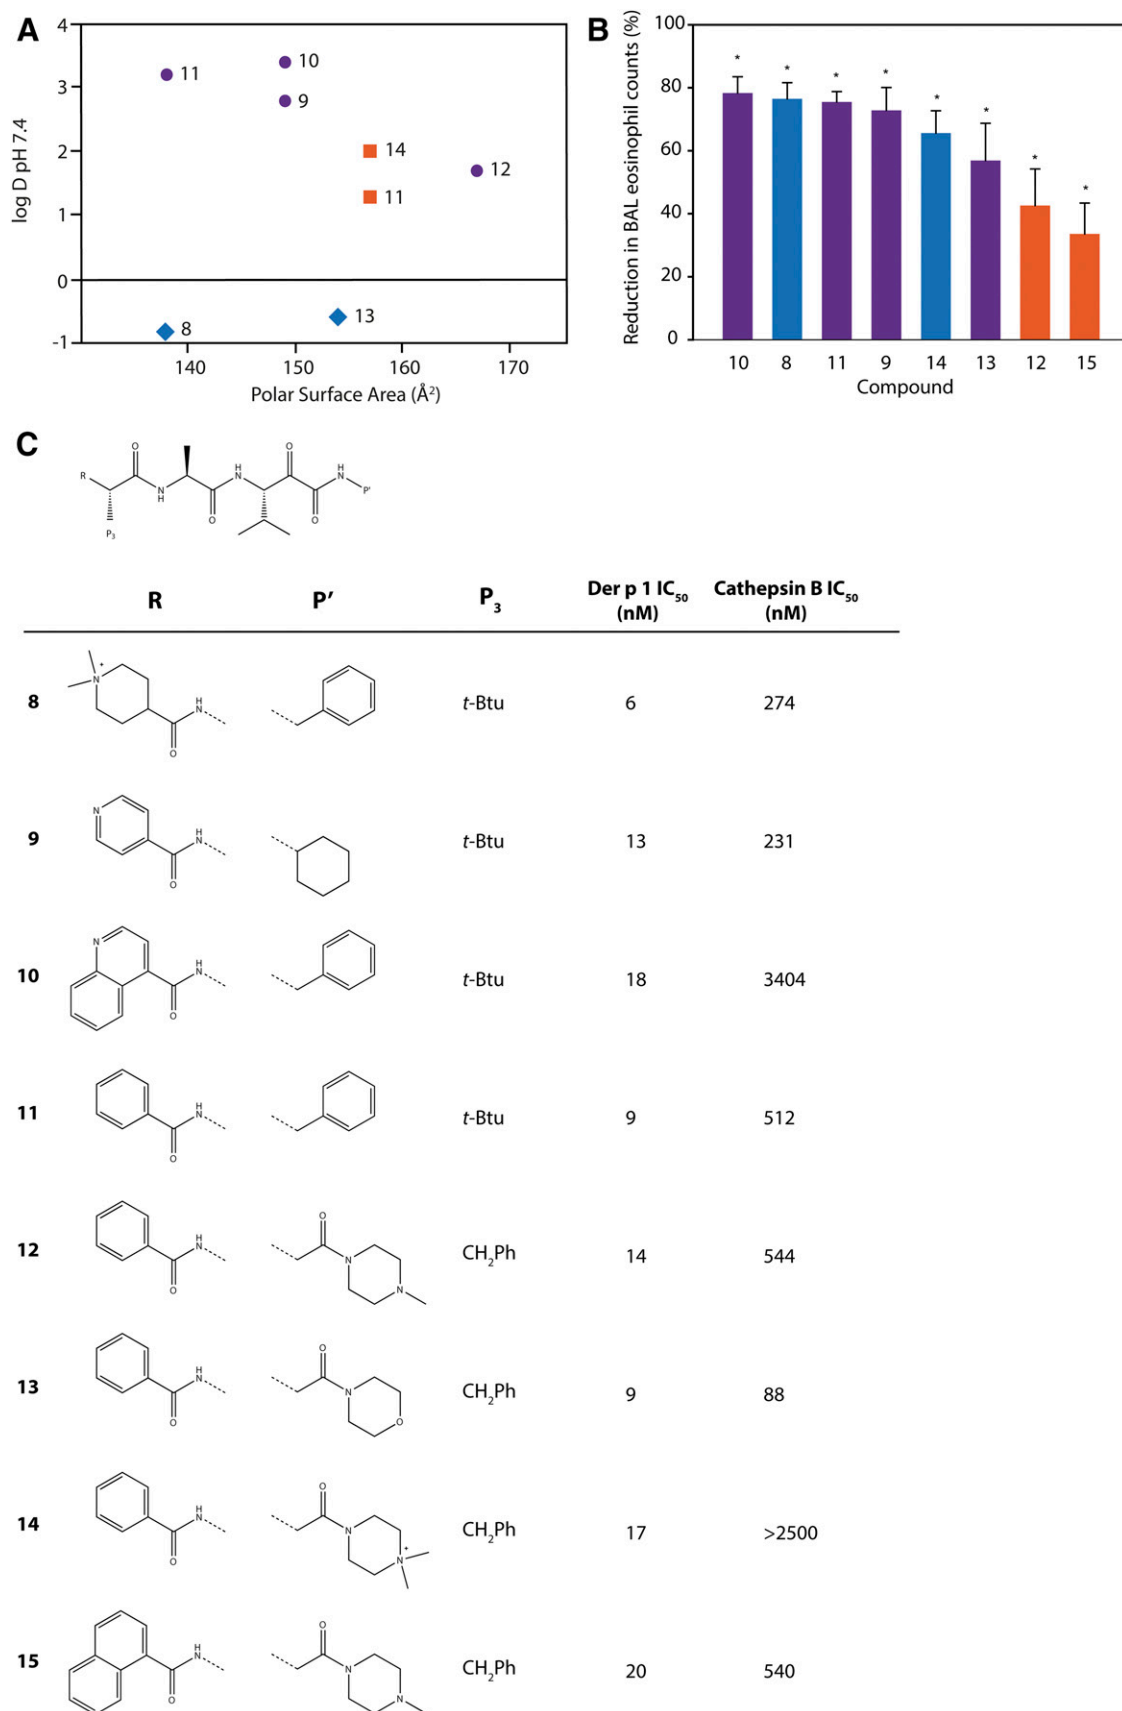 A
log D pH 7.4
4
3
2
1
0
-1
11
10
9
14
11
12
8
13
140 150 160 170
Polar Surface Area (Å²)
B
Reduction in BAL eosinophil counts (%)
100
80
60
40
20
0
* * * * * * * *
10 8 11 9 14 13 12 15
Compound
C
R
P₃
O
N
H
O
H
N
O
O
H
N
P'
R P′ P₃ Der p 1 IC₅₀ (nM) Cathepsin B IC₅₀ (nM)
8 N + H N O t-Btu 6 274
9 N H N O t-Btu 13 231
10 N H N O t-Btu 18 3404
11 H N O t-Btu 9 512
12 H N O O N N CH₂Ph 14 544
13 H N O O N O CH₂Ph 9 88
14 H N O O N N + CH₂Ph 17 >2500
15 H N O O N N CH₂Ph 20 540